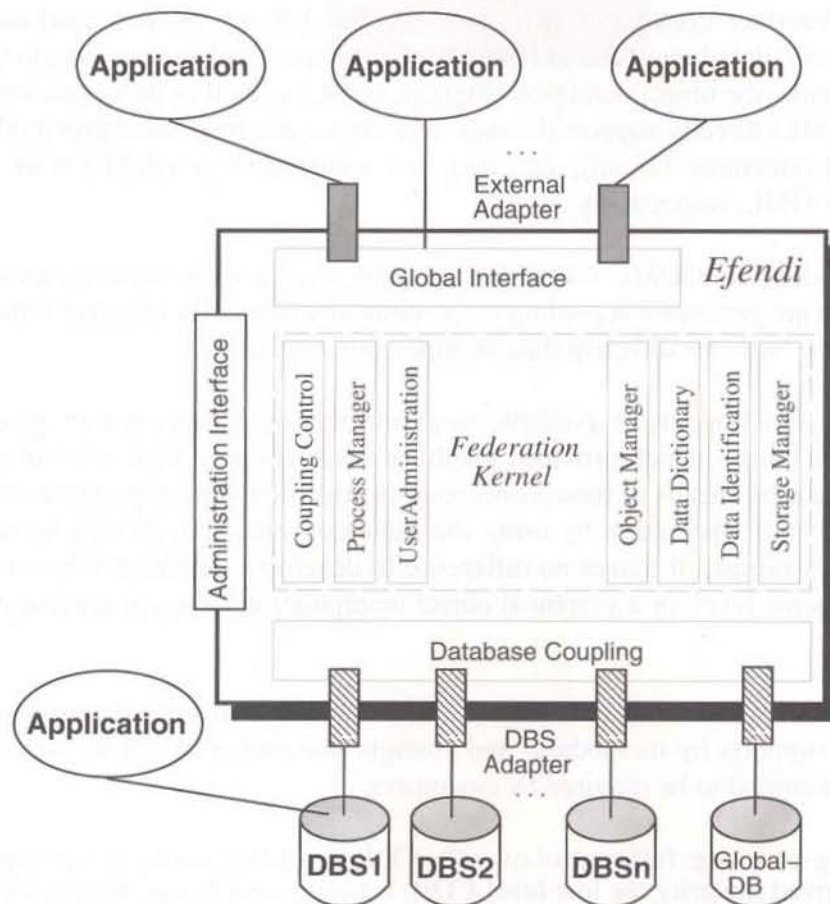 Application
Application
Application
...
External
Adapter
Efendi
Global Interface
Administration Interface
Coupling Control
Process Manager
UserAdministration
Federation
Kernel
Object Manager
Data Dictionary
Data Identification
Storage Manager
Database Coupling
Application
DBS
Adapter
...
DBS1
DBS2
DBSn
Global–
DB